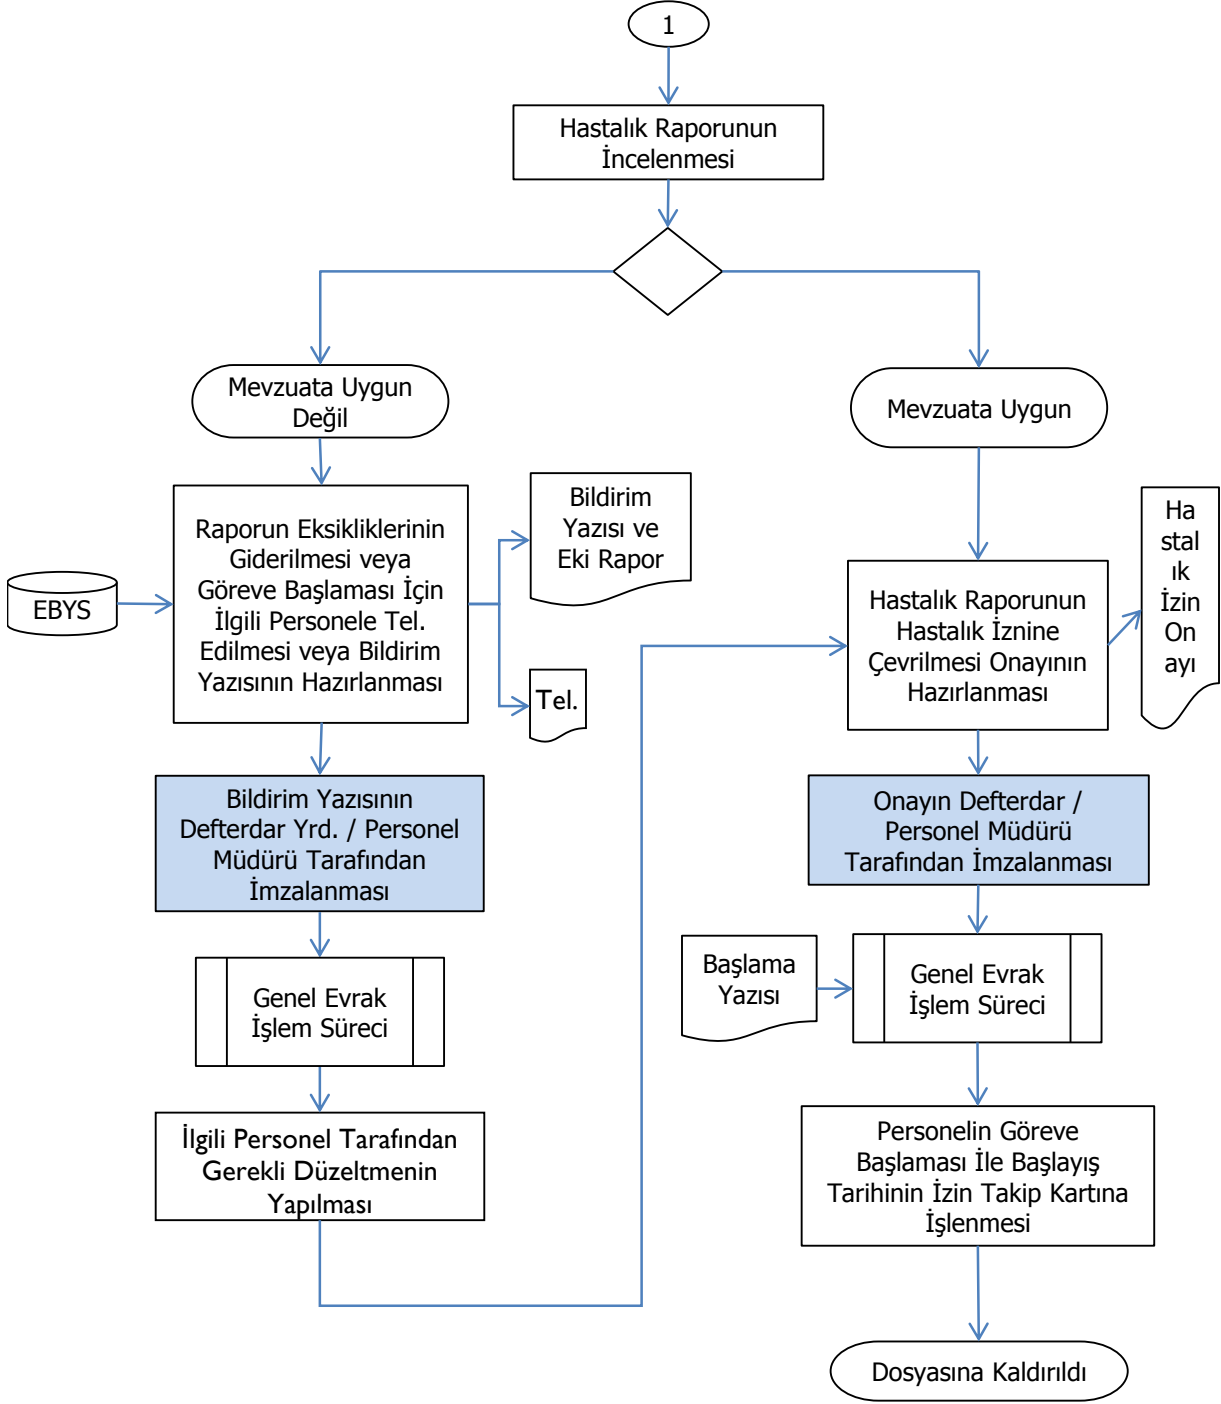 1
Hastalık Raporunun
İncelenmesi
Mevzuata Uygun
Değil
Mevzuata Uygun
Raporun Eksikliklerinin
Giderilmesi veya
Göreve Başlaması İçin
İlgili Personele Tel.
Edilmesi veya Bildirim
Yazısının Hazırlanması
EBYS
Bildirim
Yazısı ve
Eki Rapor
Tel.
Hastalık Raporunun
Hastalık İznine
Çevrilmesi Onayının
Hazırlanması
Ha
stal
ık
İzin
On
ayı
Bildirim Yazısının
Defterdar Yrd. / Personel
Müdürü Tarafından
İmzalanması
Onayın Defterdar /
Personel Müdürü
Tarafından İmzalanması
Genel Evrak
İşlem Süreci
Başlama
Yazısı
Genel Evrak
İşlem Süreci
İlgili Personel Tarafından
Gerekli Düzeltmenin
Yapılması
Personelin Göreve
Başlaması İle Başlayış
Tarihinin İzin Takip Kartına
İşlenmesi
Dosyasına Kaldırıldı